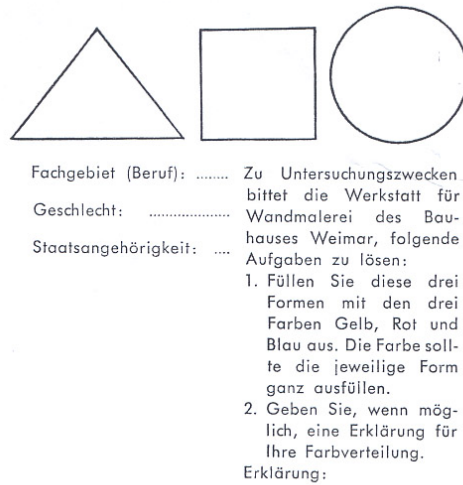 Fachgebiet (Beruf): ........
Geschlecht: ....................
Staatsangehörigkeit: ....
Zu Untersuchungszwecken
bittet die Werkstatt für
Wandmalerei des Bau-
hauses Weimar, folgende
Aufgaben zu lösen:
1. Füllen Sie diese drei
Formen mit den drei
Farben Gelb, Rot und
Blau aus. Die Farbe soll-
te die jeweilige Form
ganz ausfüllen.
2. Geben Sie, wenn mög-
lich, eine Erklärung für
Ihre Farbverteilung.
Erklärung: